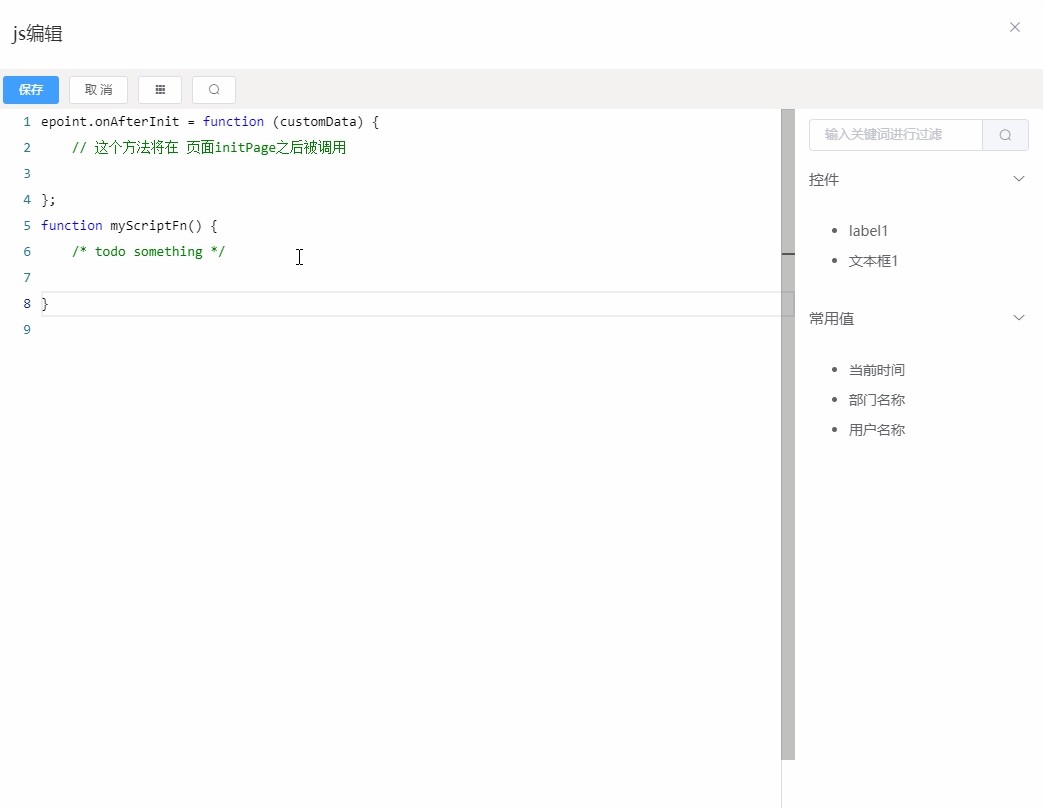 js编辑
保存 取消
1 epoint.onAfterInit = function (customData) {
2 // 这个方法将在 页面initPage之后被调用
3
4 };
5 function myScriptFn() {
6 /* todo something */
7
8 }
9
输入关键词进行过滤
控件
label1
文本框1
常用值
当前时间
部门名称
用户名称